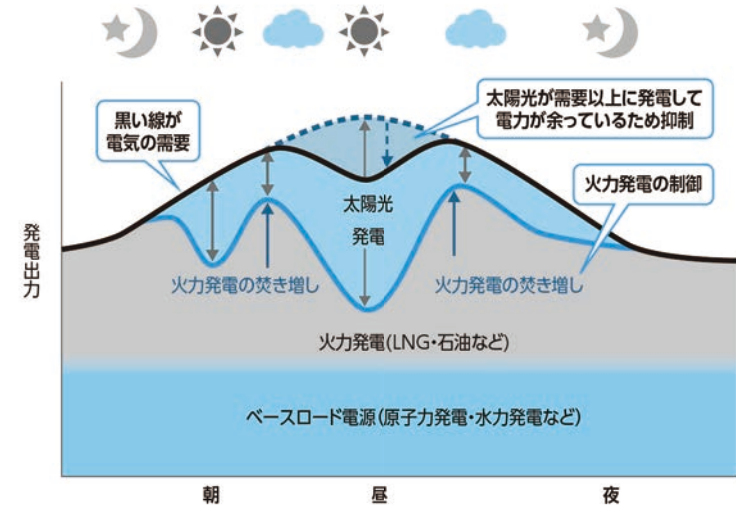 黒い線が
電気の需要
太陽光が需要以上に発電して
電力が余っているため抑制
火力発電の制御
発電出力
太陽光
発電
火力発電の焚き増し
火力発電の焚き増し
火力発電(LNG・石油など)
ベースロード電源(原子力発電・水力発電など)
朝
昼
夜